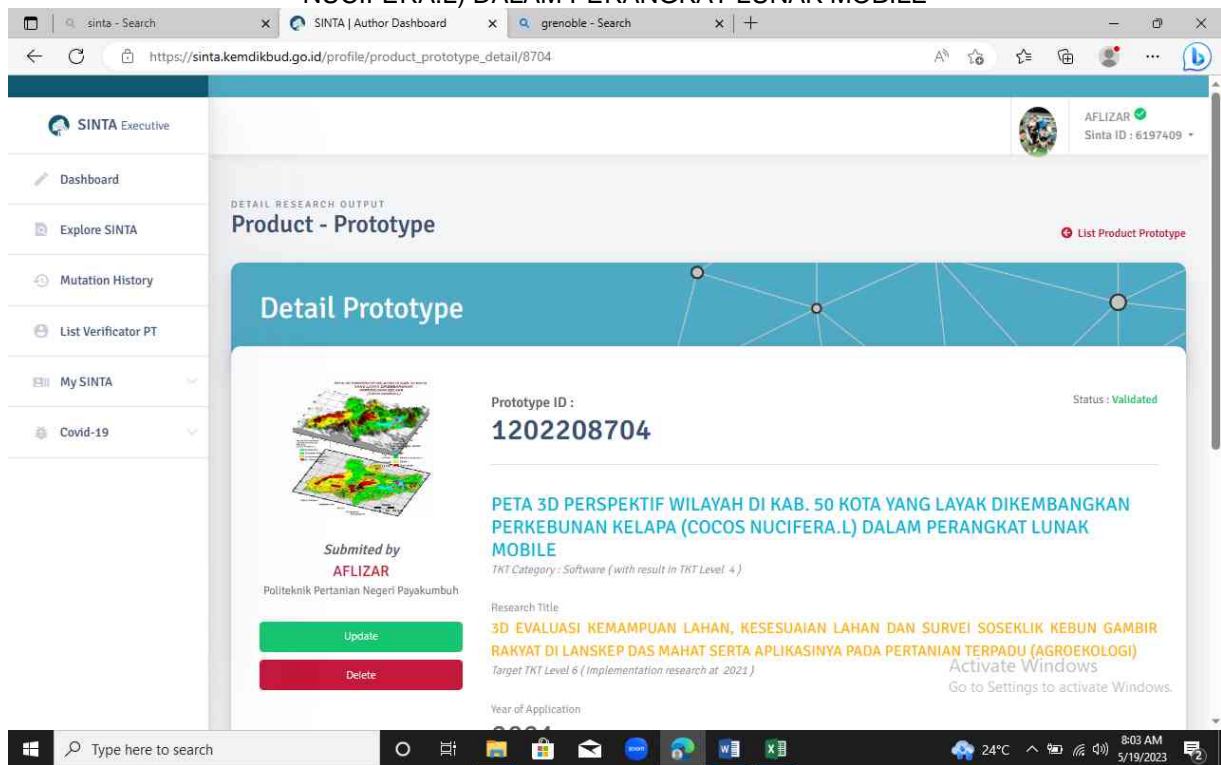 NUCIFERA.L) DALAM PERANGKAT LUNAK MOBILE
sinta - Search
SINTA | Author Dashboard
grenoble - Search
https://sinta.kemdikbud.go.id/profile/product_prototype_detail/8704
SINTA Executive
AFLIZAR
Sinta ID : 6197409
Dashboard
Explore SINTA
Mutation History
List Verificator PT
My SINTA
Covid-19
DETAIL RESEARCH OUTPUT
Product - Prototype
List Product Prototype
Detail Prototype
Prototype ID :
Status : Validated
1202208704
PETA 3D PERSPEKTIF WILAYAH DI KAB. 50 KOTA YANG LAYAK DIKEMBANGKAN
PERKEBUNAN KELAPA (COCOS NUCIFERA.L) DALAM PERANGKAT LUNAK
MOBILE
TKT Category : Software ( with result in TKT Level 4 )
Submited by
AFLIZAR
Politeknik Pertanian Negeri Payakumbuh
Update
Delete
Research Title
3D EVALUASI KEMAMPUAN LAHAN, KESESUAIAN LAHAN DAN SURVEI SOSEKLIK KEBUN GAMBIR
RAKYAT DI LANSKEP DAS MAHAT SERTA APLIKASINYA PADA PERTANIAN TERPADU (AGROEKOLOGI)
Target TKT Level 6 ( Implementation research at 2021 )
Activate Windows
Go to Settings to activate Windows.
Year of Application
Type here to search
24°C
8:03 AM
5/19/2023